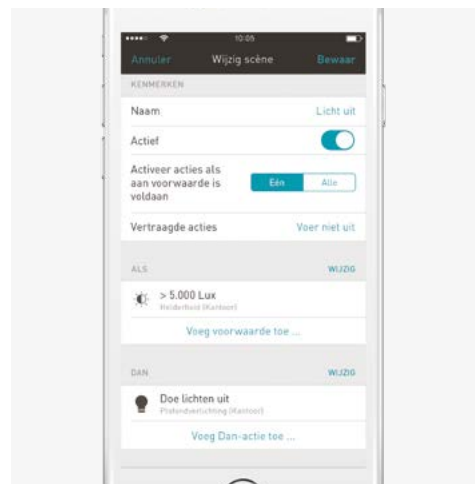 10:05
Annuler Wijzig scène Bewaar
KENMERKEN
Naam Licht uit
Actief
Activeer acties als
aan voorwaarde is
voldaan
Eén Alle
Vertraagde acties Voer niet uit
ALS WIJZIG
> 5.000 Lux
Helderheid (Kantoor)
Voeg voorwaarde toe ...
DAN WIJZIG
Doe lichten uit
Plafondverlichting (Kantoor)
Voeg Dan-actie toe ...